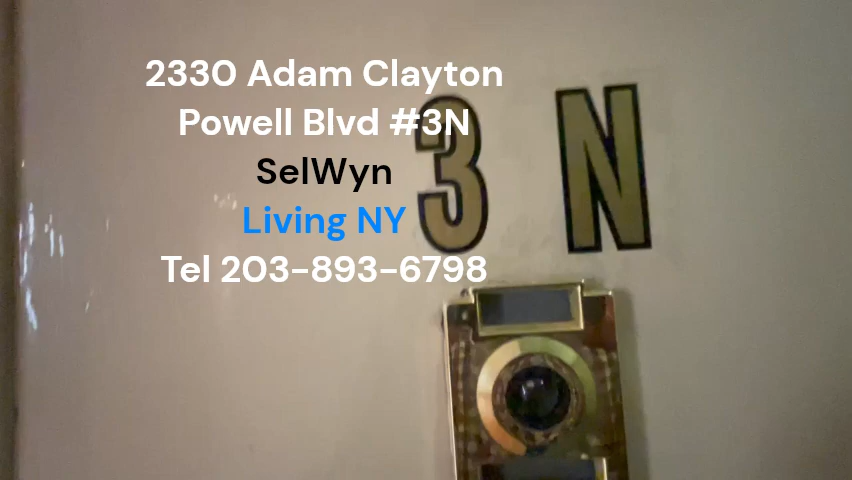 2330 Adam Clayton
Powell Blvd #3N
SelWyn
Living NY
Tel 203-893-6798
3 N